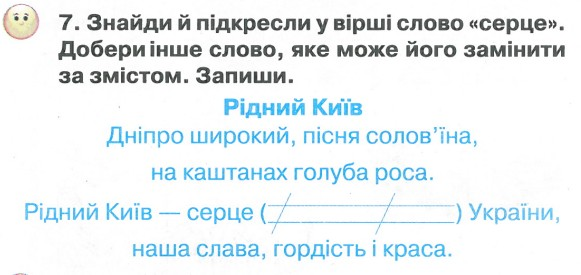 7. Знайди й підкресли у вірші слово «серце».
Добери інше слово, яке може його замінити
за змістом. Запиши.
Рідний Київ
Дніпро широкий, пісня солов’їна,
на каштанах голуба роса.
Рідний Київ — серце ( ) України,
наша слава, гордість і краса.